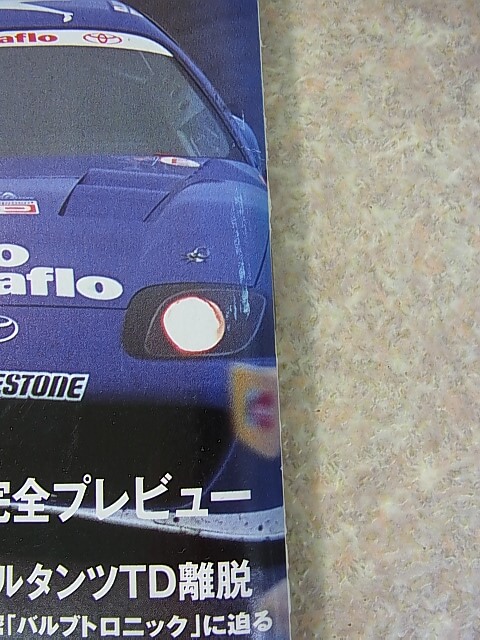 aflo
o
aflo
ESTONE
完全プレビュー
ルタンツTD離脱
「バルブトロニック」に迫る